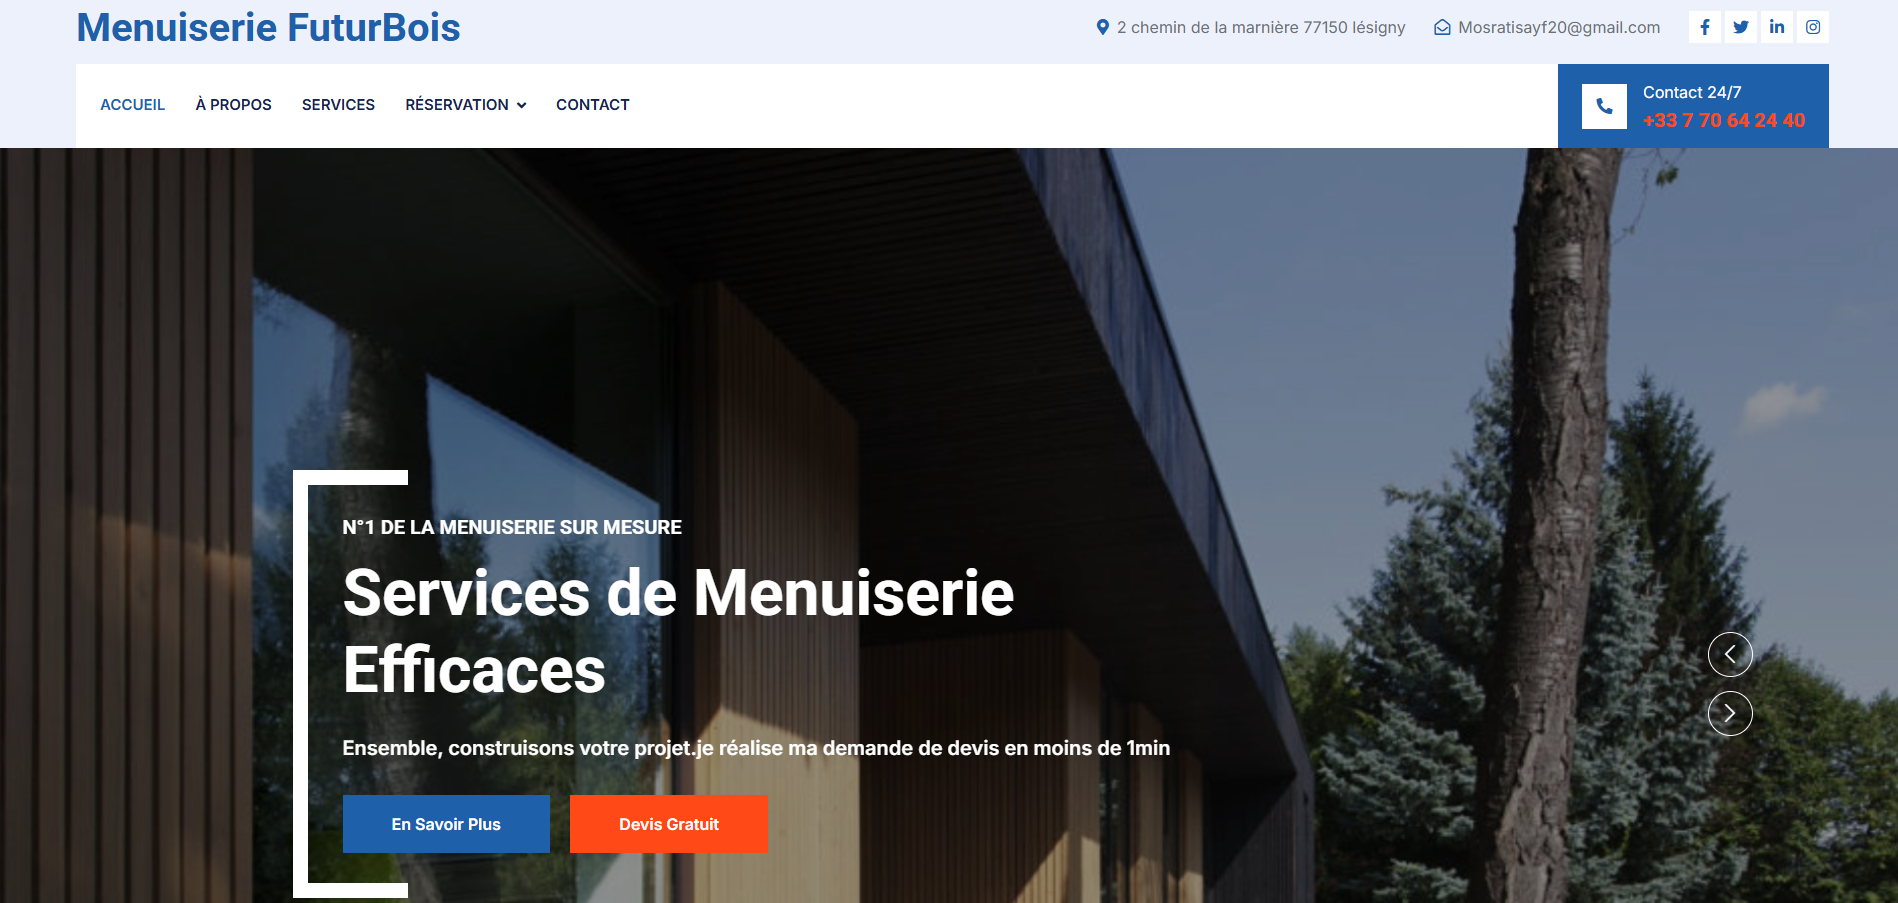 Menuiserie FuturBois
2 chemin de la marnière 77150 lésigny
Mosratisayf20@gmail.com
ACCUEIL
À PROPOS
SERVICES
RÉSERVATION
CONTACT
Contact 24/7
+33 7 70 64 24 40
N°1 DE LA MENUISERIE SUR MESURE
Services de Menuiserie
Efficaces
Ensemble, construisons votre projet.je réalise ma demande de devis en moins de 1min
En Savoir Plus
Devis Gratuit